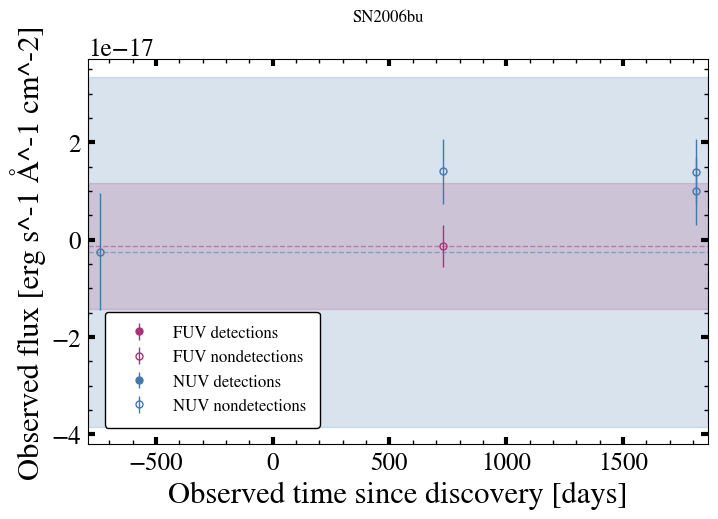 SN2006bu
1e−17
Observed flux [erg s^-1 Å^-1 cm^-2]
2
0
−2
−4
FUV detections
FUV nondetections
NUV detections
NUV nondetections
−500 0 500 1000 1500
Observed time since discovery [days]